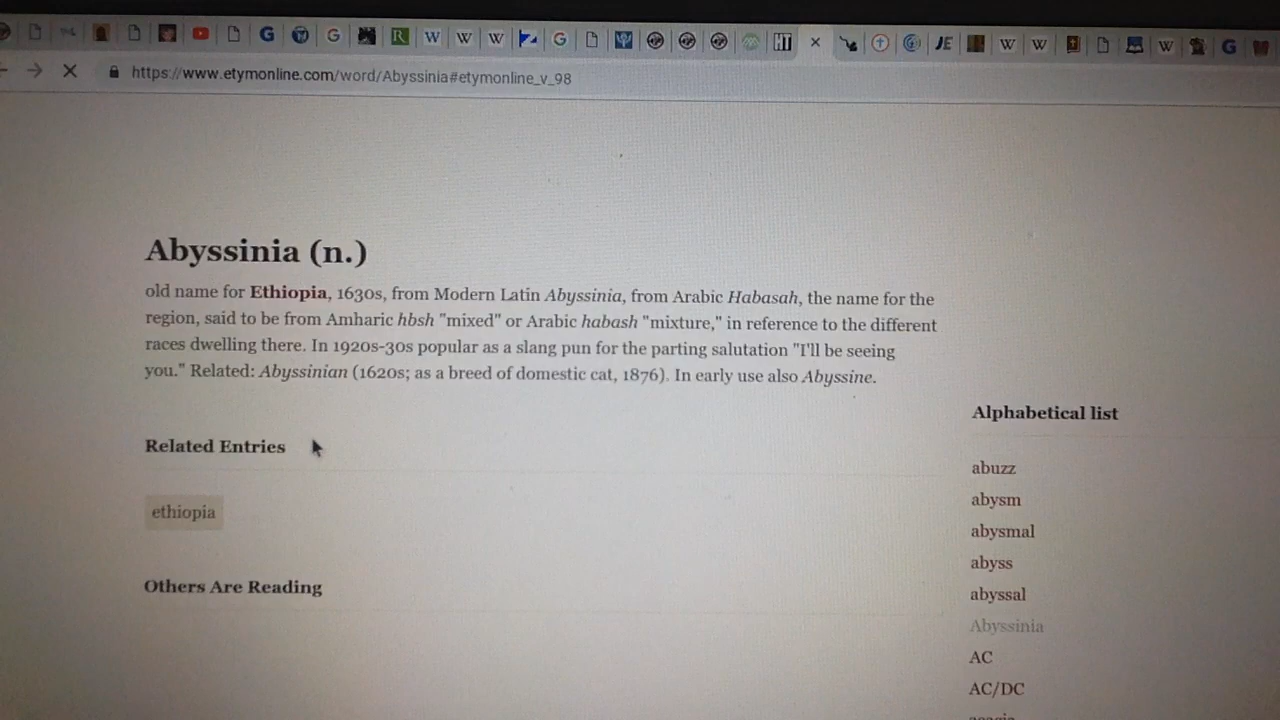 https://www.etymonline.com/word/Abyssinia#etymonline_v_98
Abyssinia (n.)
old name for Ethiopia, 1630s, from Modern Latin Abyssinia, from Arabic Habasah, the name for the
region, said to be from Amharic hbsh "mixed" or Arabic habash "mixture," in reference to the different
races dwelling there. In 1920s-30s popular as a slang pun for the parting salutation "I'll be seeing
you." Related: Abyssinian (1620s; as a breed of domestic cat, 1876). In early use also Abyssine.
Related Entries
ethiopia
Others Are Reading
Alphabetical list
abuzz
abysm
abysmal
abyss
abyssal
Abyssinia
AC
AC/DC